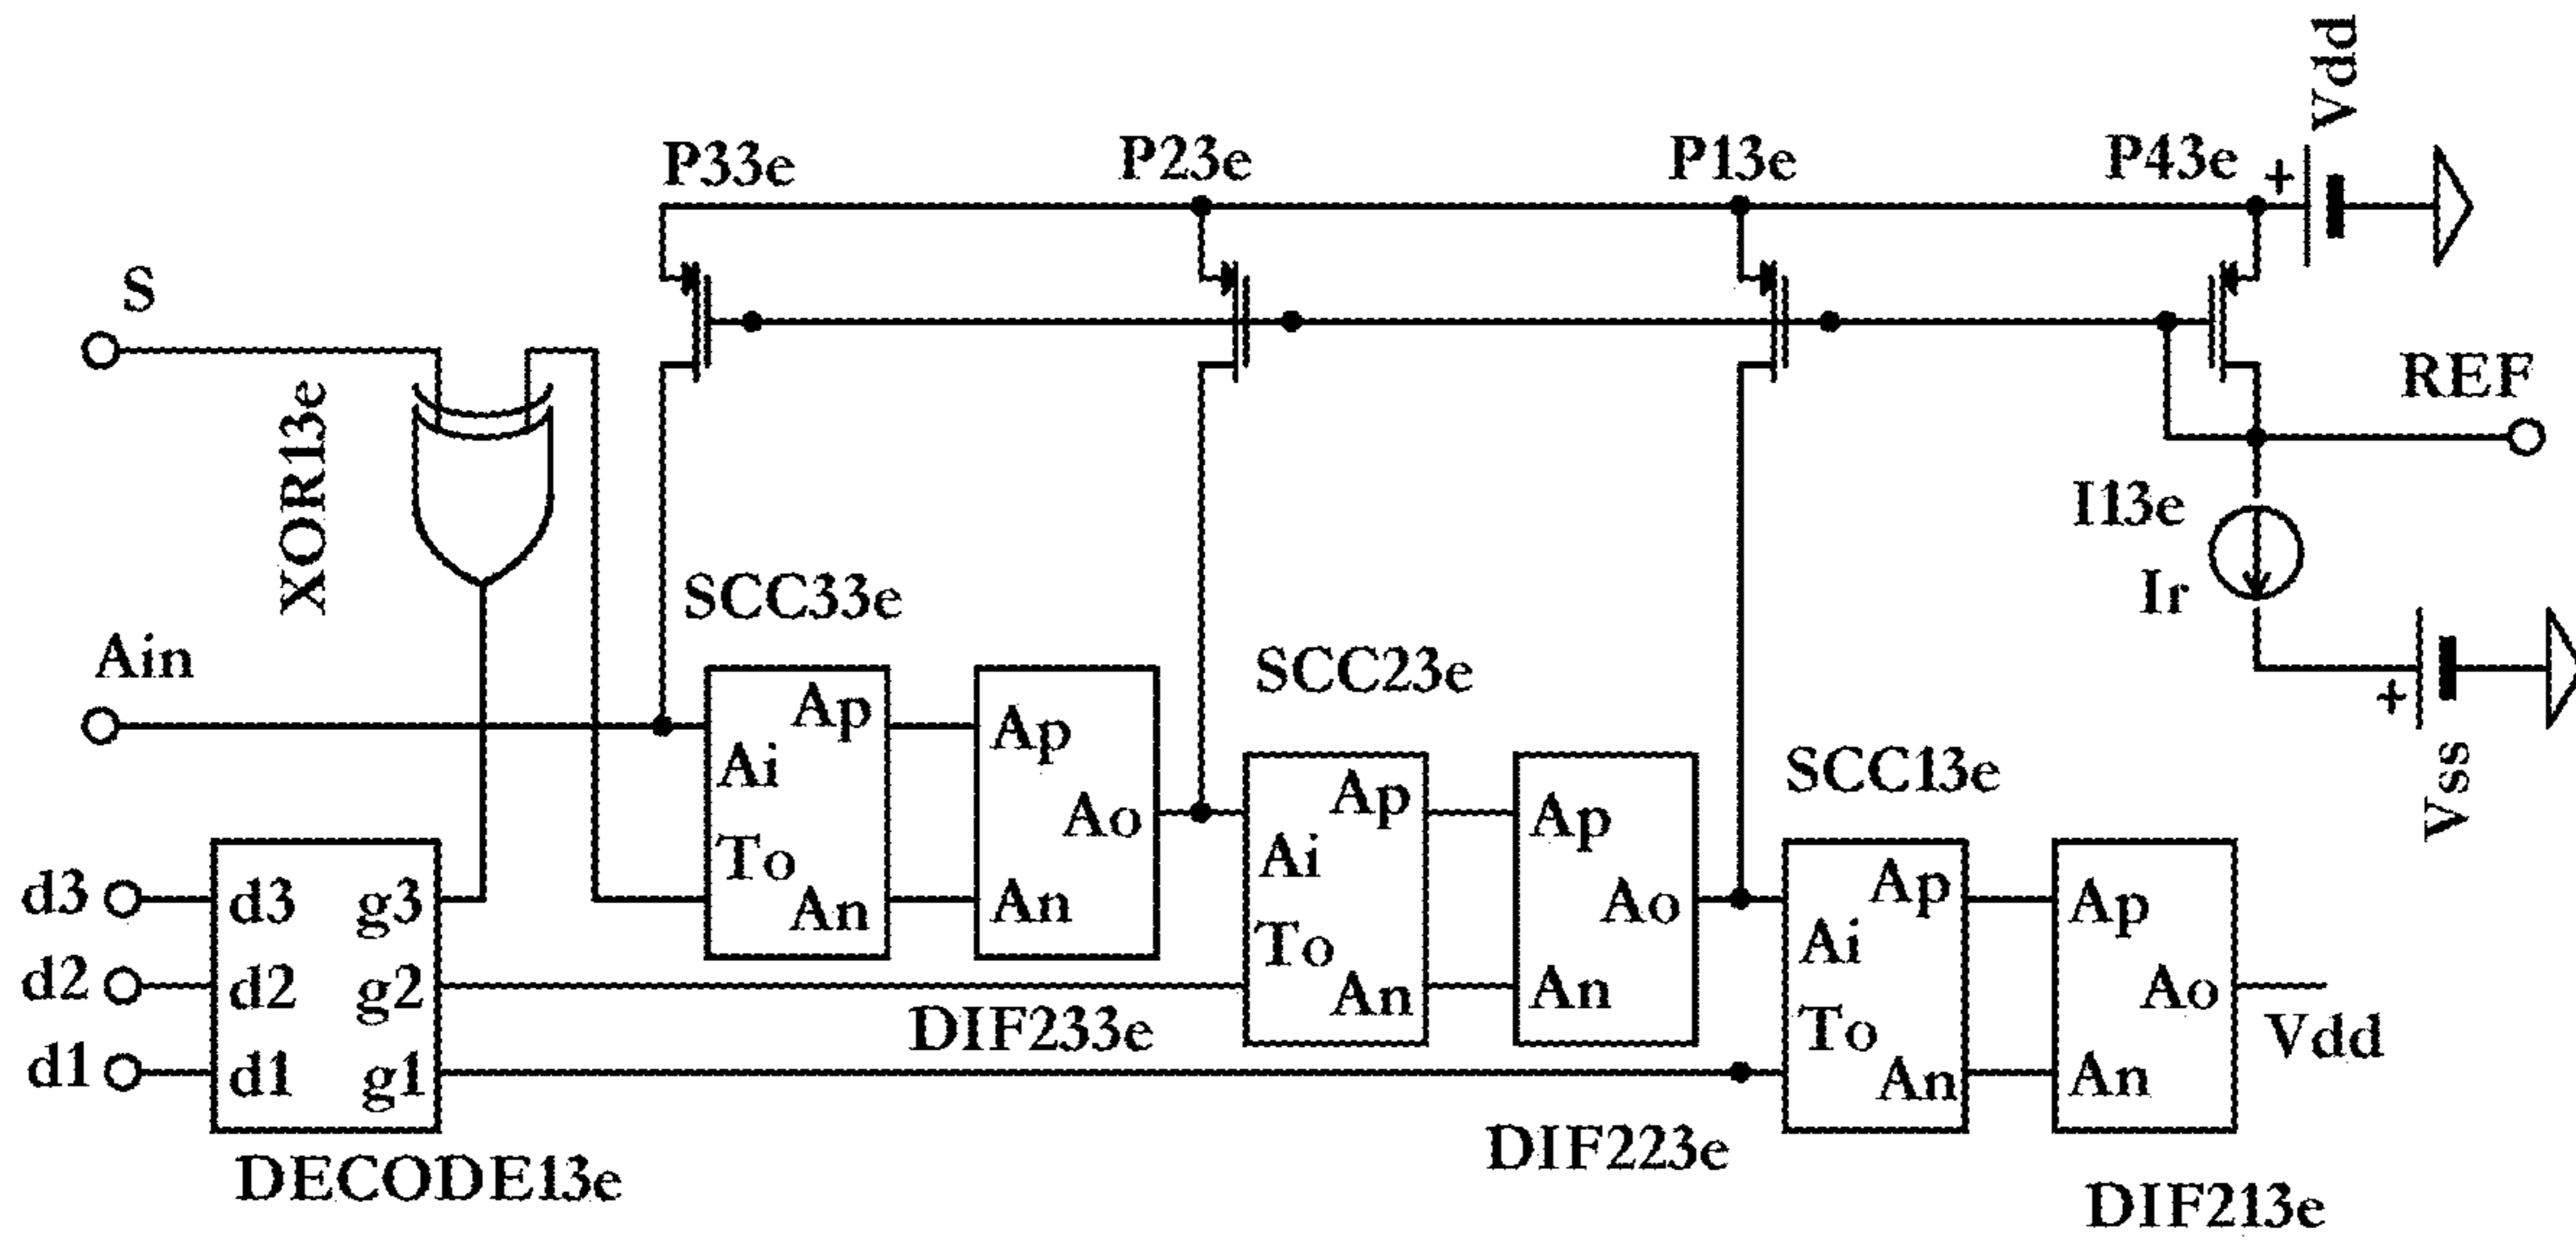 Vdd
P33e
P23e
P13e
P43e
+
S
REF
XOR13e
I13e
Ir
SCC33e
Ain
SCC23e
+
Vss
Ap
Ai
To
An
Ap
Ao
An
SCC13e
Ap
Ai
To
An
Ap
Ao
An
Ap
Ai
To
An
Ap
Ao
An
Vdd
d3
d2
d1
d3
d2
d1
g3
g2
g1
DIF233e
DIF223e
DECODE13e
DIF213e